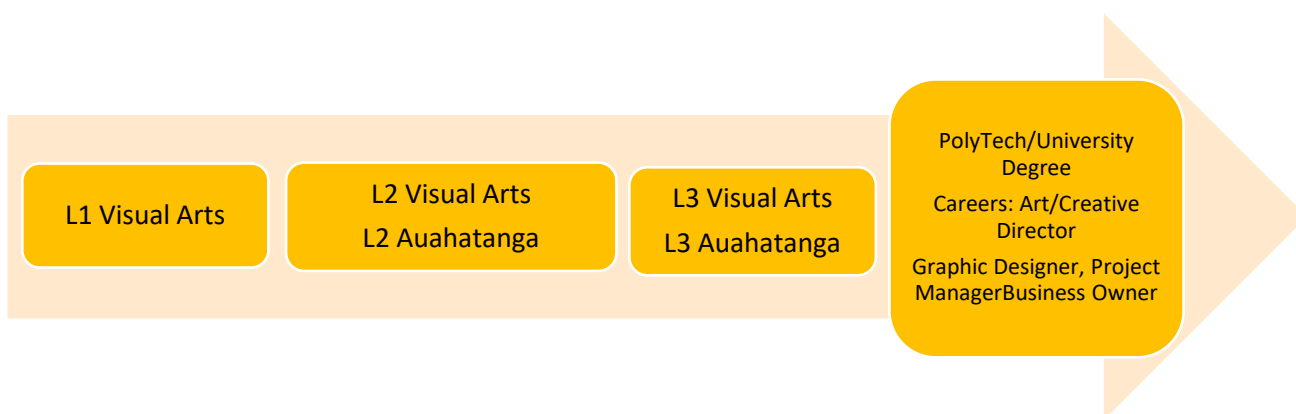 L1 Visual Arts
L2 Visual Arts
L2 Auahatanga
L3 Visual Arts
L3 Auahatanga
PolyTech/University
Degree
Careers: Art/Creative
Director
Graphic Designer, Project
ManagerBusiness Owner